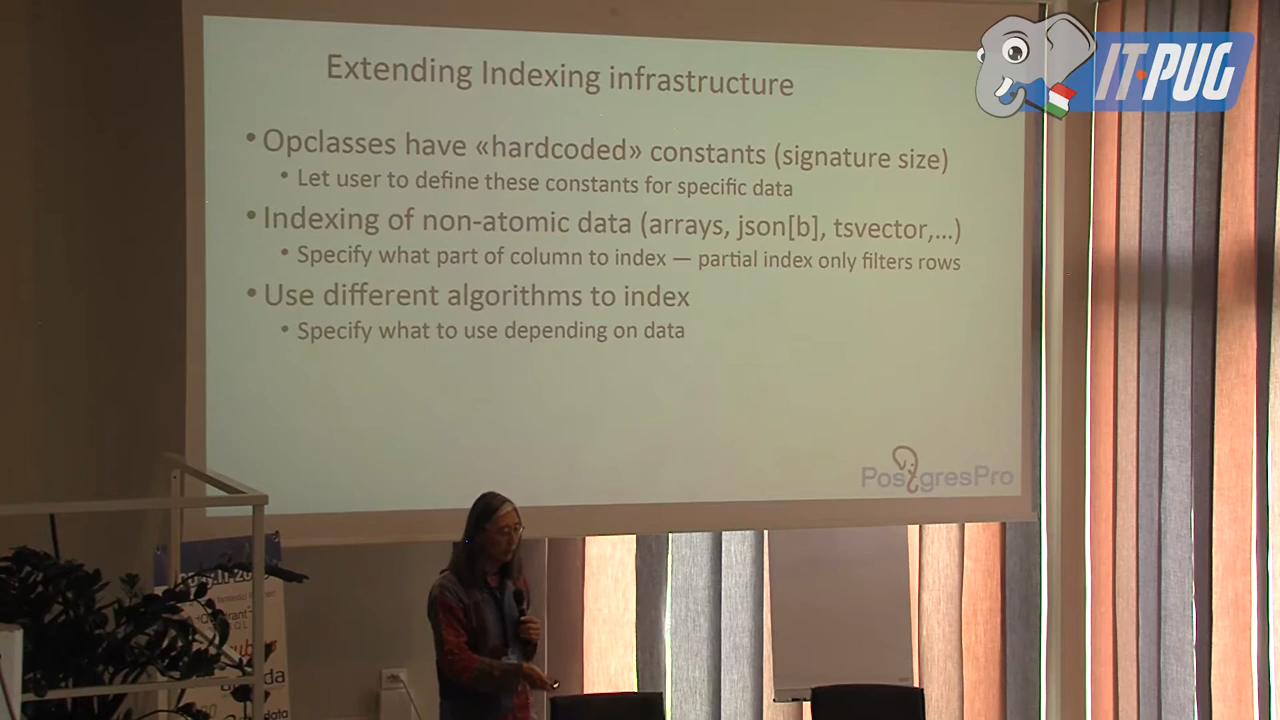 Extending Indexing infrastructure
IT•PUG
• Opclasses have «hardcoded» constants (signature size)
• Let user to define these constants for specific data
• Indexing of non-atomic data (arrays, json[b], tsvector,...)
• Specify what part of column to index — partial index only filters rows
• Use different algorithms to index
• Specify what to use depending on data
PostgresPro